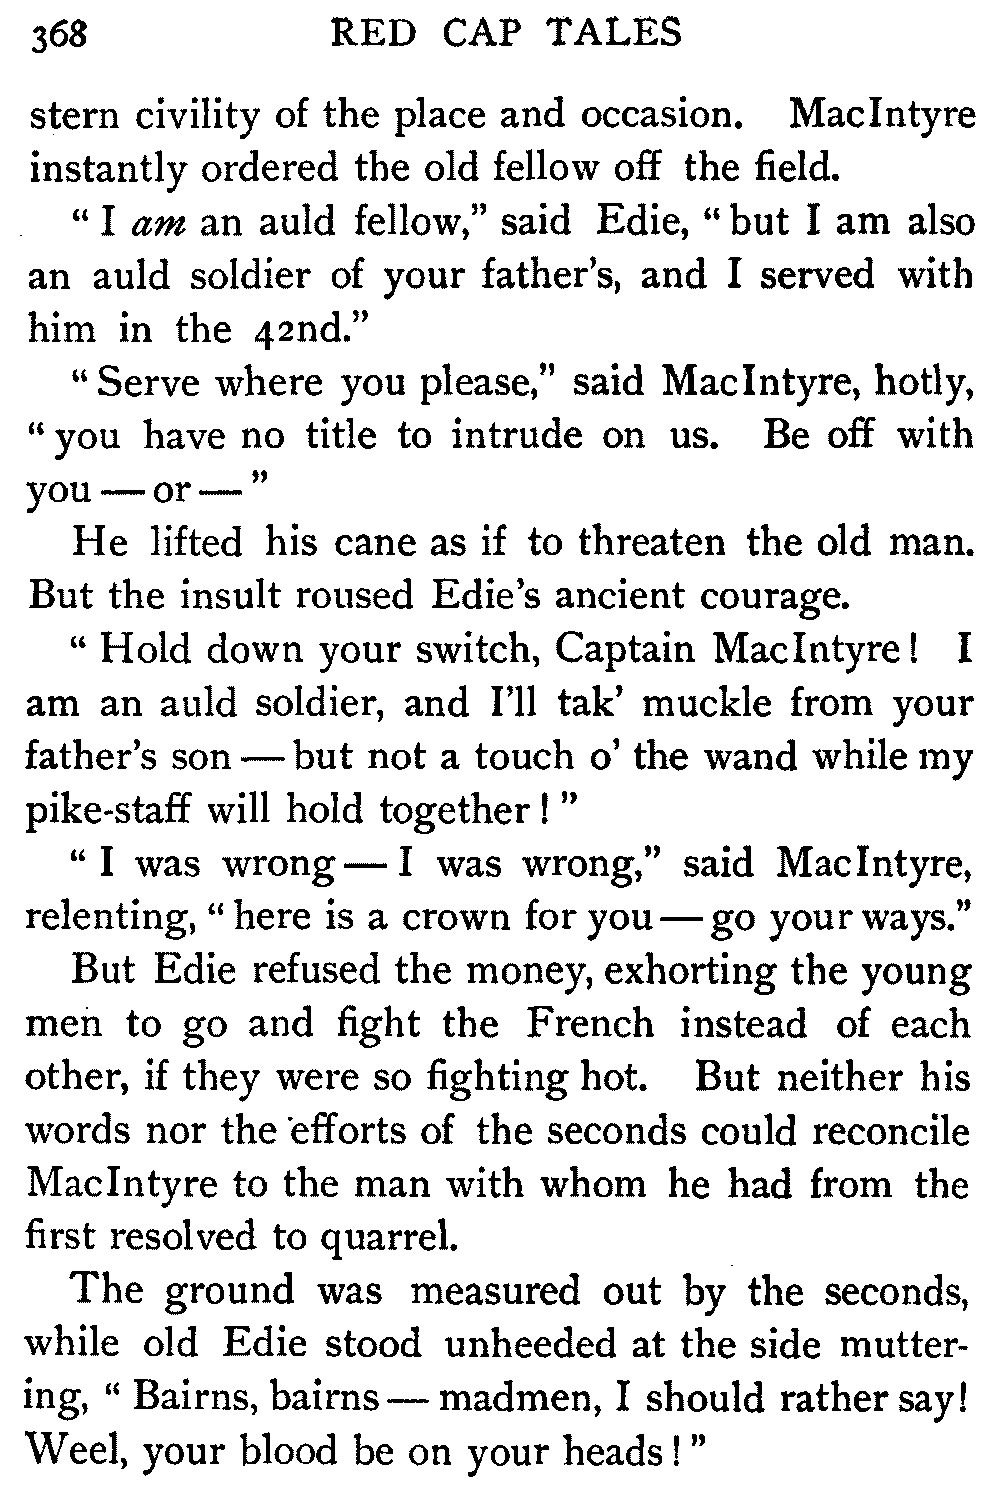 368 RED CAP TALES
stern civility of the place and occasion. MacIntyre
instantly ordered the old fellow off the field.
“ I am an auld fellow,” said Edie, “ but I am also
an auld soldier of your father’s, and I served with
him in the 42nd.”
“ Serve where you please,” said MacIntyre, hotly,
“ you have no title to intrude on us. Be off with
you — or — ”
He lifted his cane as if to threaten the old man.
But the insult roused Edie’s ancient courage.
“ Hold down your switch, Captain MacIntyre ! I
am an auld soldier, and I’ll tak’ muckle from your
father’s son — but not a touch o’ the wand while my
pike-staff will hold together ! ”
“ I was wrong — I was wrong,” said MacIntyre,
relenting, “ here is a crown for you — go your ways.”
But Edie refused the money, exhorting the young
men to go and fight the French instead of each
other, if they were so fighting hot. But neither his
words nor the efforts of the seconds could reconcile
MacIntyre to the man with whom he had from the
first resolved to quarrel.
The ground was measured out by the seconds,
while old Edie stood unheeded at the side mutter-
ing, “ Bairns, bairns — madmen, I should rather say!
Weel, your blood be on your heads ! ”